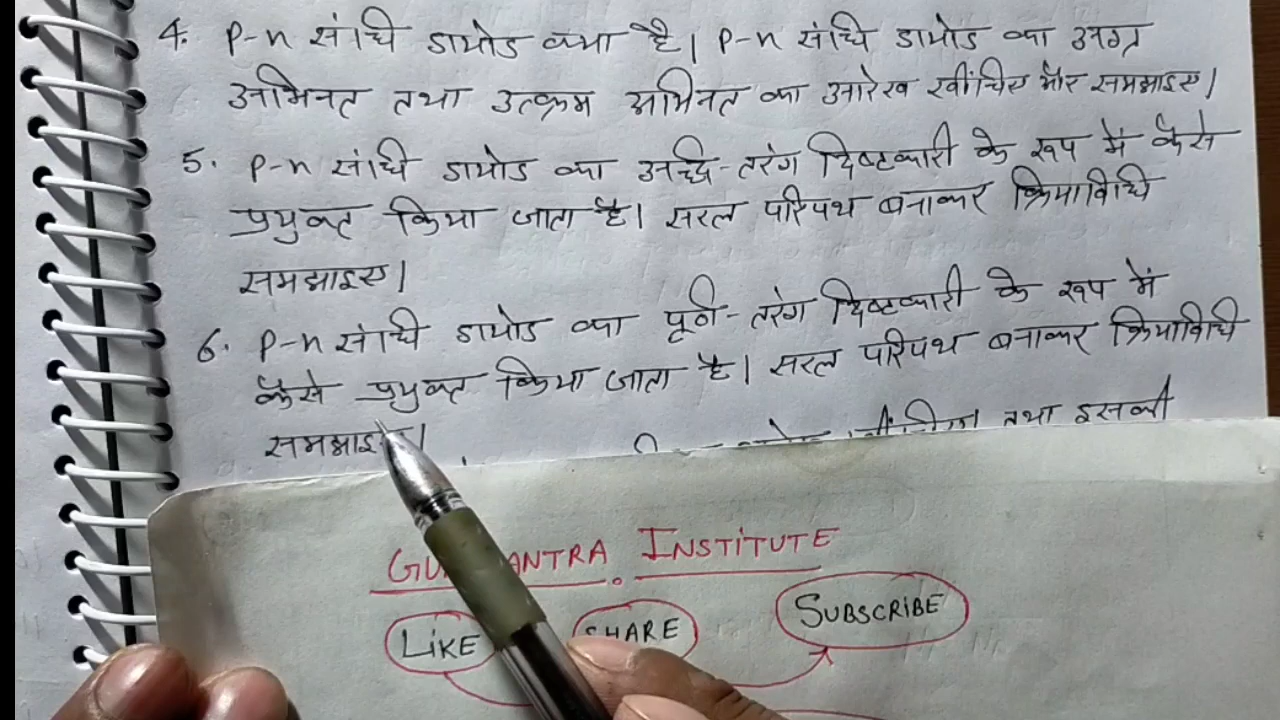 4. P-n संधि डायोड क्या है। P-n संधि डायोड का अग्र
अभिनत तथा उत्क्रम अभिनत का आरेख खींचिए और समझाइए।
5. P-n संधि डायोड का अर्द्ध-तरंग दिष्टकारी के रूप में कैसे
प्रयुक्त किया जाता है। सरल परिपथ बनाकर क्रियाविधि
समझाइए।
6. P-n संधि डायोड का पूर्ण-तरंग दिष्टकारी के रूप में
कैसे प्रयुक्त किया जाता है। सरल परिपथ बनाकर क्रियाविधि
समझाइए।
तथा इसकी
INSTITUTE
LIKE SHARE SUBSCRIBE